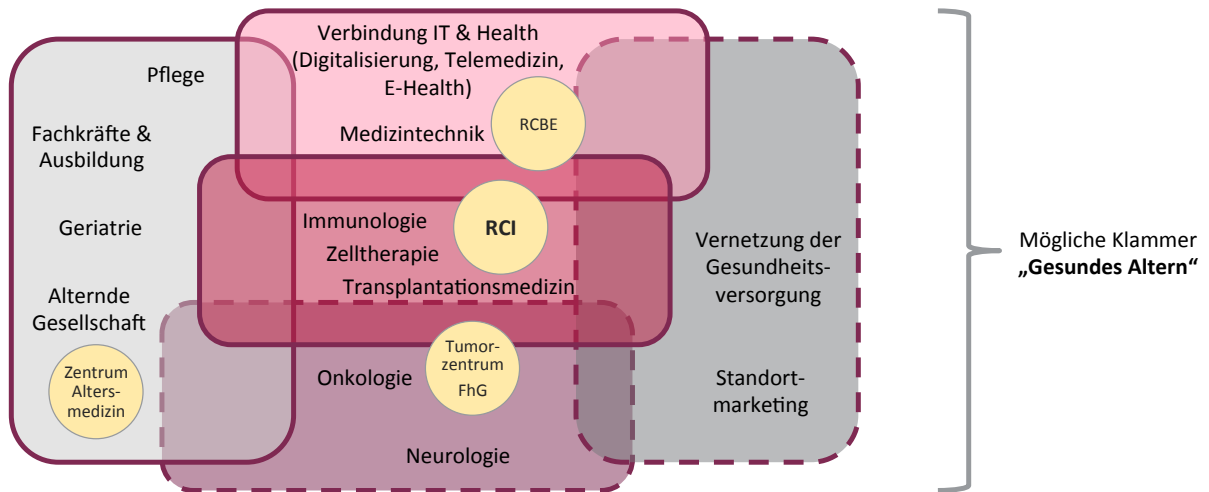 Verbindung IT & Health
(Digitalisierung, Telemedizin,
E-Health)
Pflege
RCBE
Medizintechnik
Fachkräfte &
Ausbildung
Geriatrie
Immunologie
RCI
Zelltherapie
Transplantationsmedizin
Vernetzung der
Gesundheits-
versorgung
Mögliche Klammer
„Gesundes Altern“
Alternde
Gesellschaft
Zentrum
Alters-
medizin
Onkologie
Tumor-
zentrum
FhG
Standort-
marketing
Neurologie